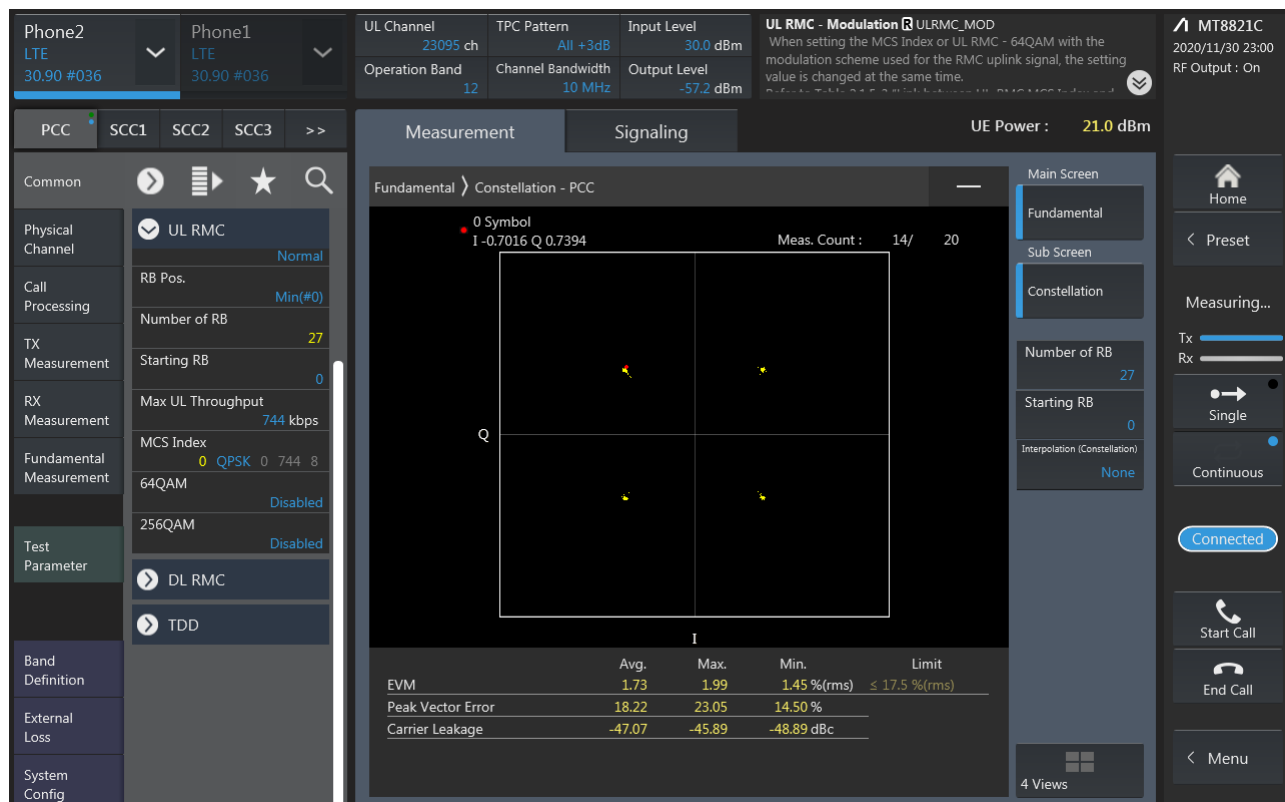 Phone2
LTE
30.90 #036
Phone1
LTE
30.90 #036
UL Channel
23095 ch
Operation Band
12
TPC Pattern
All +3dB
Channel Bandwidth
10 MHz
Input Level
30.0 dBm
Output Level
-57.2 dBm
UL RMC - Modulation R ULRMC_MOD
When setting the MCS Index or UL RMC - 64QAM with the
modulation scheme used for the RMC uplink signal, the setting
value is changed at the same time.
MT8821C
2020/11/30 23:00
RF Output : On
PCC SCC1 SCC2 SCC3 >>
Measurement
Signaling
UE Power : 21.0 dBm
Common
Physical
Channel
Call
Processing
TX
Measurement
RX
Measurement
Fundamental
Measurement
Test
Parameter
Band
Definition
External
Loss
System
Config
UL RMC
Normal
RB Pos.
Min(#0)
Number of RB
27
Starting RB
0
Max UL Throughput
744 kbps
MCS Index
0 QPSK 0 744 8
64QAM
Disabled
256QAM
Disabled
DL RMC
TDD
Fundamental 〉 Constellation - PCC
0 Symbol
I -0.7016 Q 0.7394
Meas. Count : 14/ 20
Q
I
Avg. Max. Min. Limit
EVM 1.73 1.99 1.45 %(rms) ≤ 17.5 %(rms)
Peak Vector Error 18.22 23.05 14.50 %
Carrier Leakage -47.07 -45.89 -48.89 dBc
Main Screen
Fundamental
Sub Screen
Constellation
Number of RB
27
Starting RB
0
Interpolation (Constellation)
None
4 Views
Home
< Preset
Measuring...
Tx
Rx
Single
Continuous
Connected
Start Call
End Call
< Menu